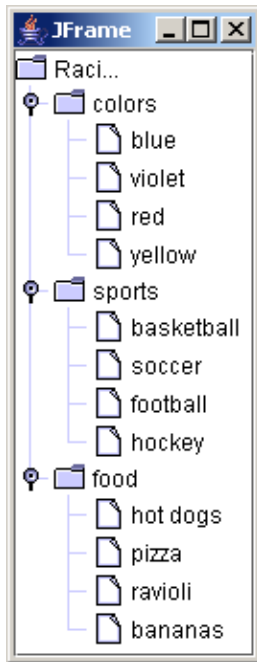 JFrame
Raci...
colors
blue
violet
red
yellow
sports
basketball
soccer
football
hockey
food
hot dogs
pizza
ravioli
bananas